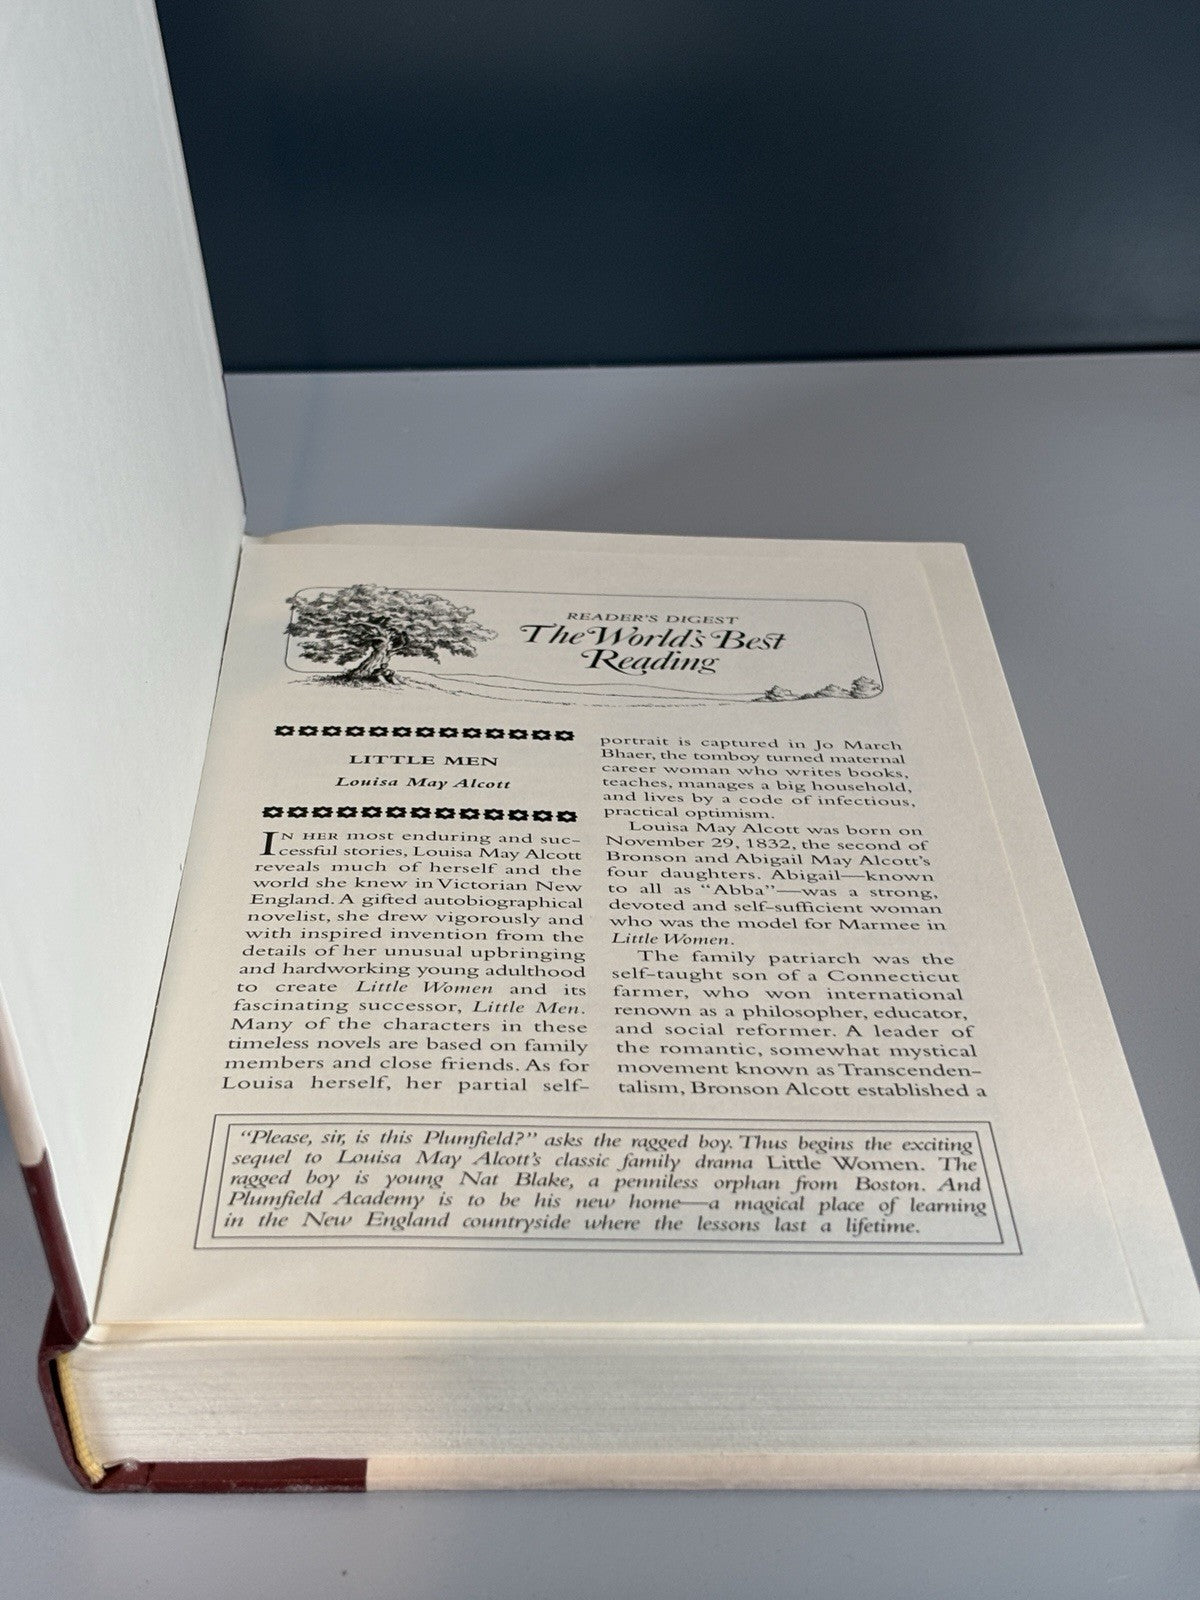 READER'S DIGEST
The World's Best
Reading
LITTLE MEN
Louisa May Alcott
IN HER most enduring and suc-
cessful stories, Louisa May Alcott
reveals much of herself and the
world she knew in Victorian New
England. A gifted autobiographical
novelist, she drew vigorously and
with inspired invention from the
details of her unusual upbringing
and hardworking young adulthood
to create Little Women and its
fascinating successor, Little Men.
Many of the characters in these
timeless novels are based on family
members and close friends. As for
Louisa herself, her partial self-
portrait is captured in Jo March
Bhaer, the tomboy turned maternal
career woman who writes books,
teaches, manages a big household,
and lives by a code of infectious,
practical optimism.
Louisa May Alcott was born on
November 29, 1832, the second of
Bronson and Abigail May Alcott's
four daughters. Abigail—known
to all as "Abba"—was a strong,
devoted and self-sufficient woman
who was the model for Marmee in
Little Women.
The family patriarch was the
self-taught son of a Connecticut
farmer, who won international
renown as a philosopher, educator,
and social reformer. A leader of
the romantic, somewhat mystical
movement known as Transcenden-
talism, Bronson Alcott established a
"Please, sir, is this Plumfield?" asks the ragged boy. Thus begins the exciting
sequel to Louisa May Alcott's classic family drama Little Women. The
ragged boy is young Nat Blake, a penniless orphan from Boston. And
Plumfield Academy is to be his new home—a magical place of learning
in the New England countryside where the lessons last a lifetime.